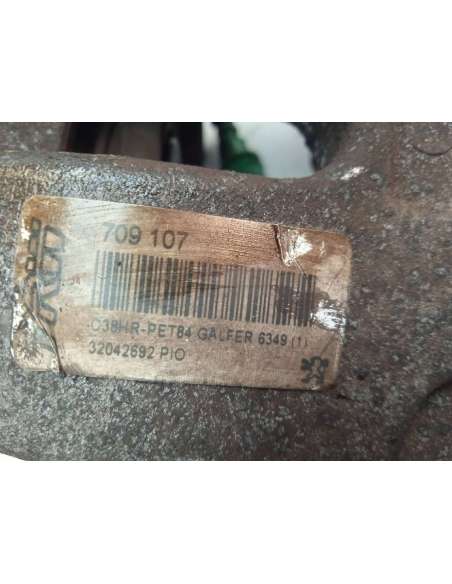 709 107
C38HR-PET84 GALFER 6349 (1)
32042692 PIO